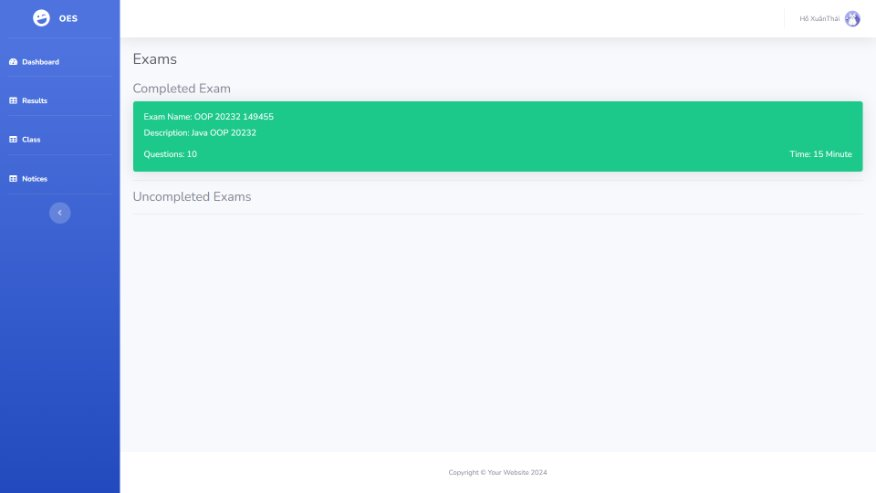 OES
Hồ XuânThái
Dashboard
Results
Class
Notices
Exams
Completed Exam
Exam Name: OOP 20232 149455
Description: Java OOP 20232
Questions: 10
Time: 15 Minute
Uncompleted Exams
Copyright © Your Website 2024